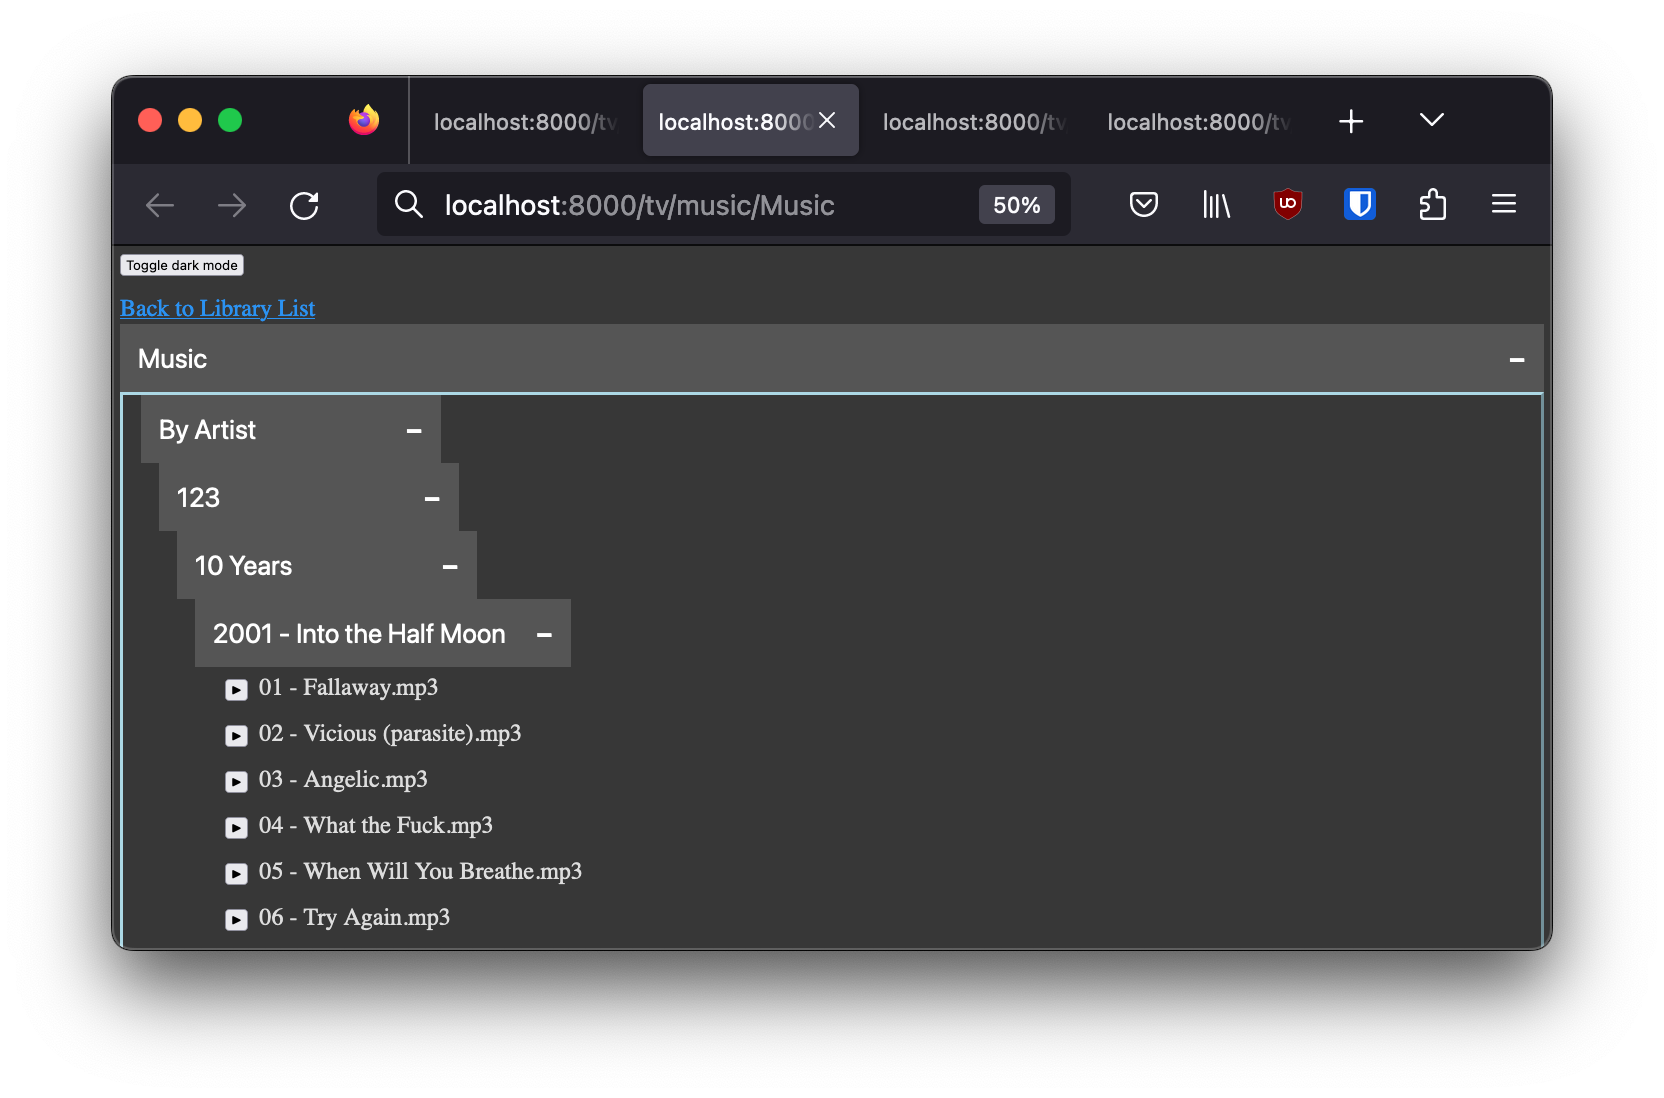 localhost:8000/tv
localhost:8000
localhost:8000/tv
localhost:8000/tv
localhost:8000/tv/music/Music
50%
Toggle dark mode
Back to Library List
Music
By Artist
123
10 Years
2001 - Into the Half Moon
01 - Fallaway.mp3
02 - Vicious (parasite).mp3
03 - Angelic.mp3
04 - What the Fuck.mp3
05 - When Will You Breathe.mp3
06 - Try Again.mp3